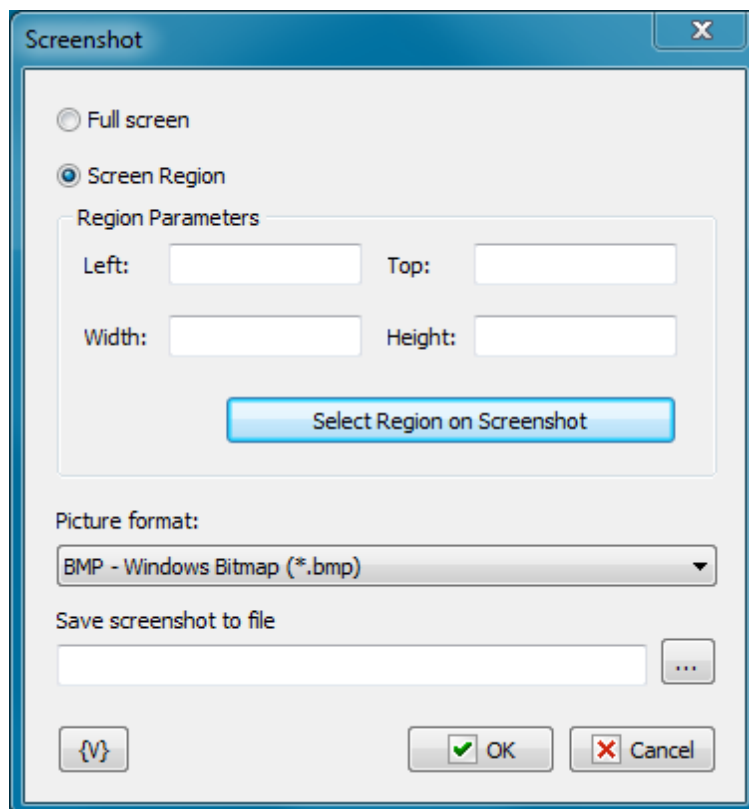 Screenshot
Full screen
Screen Region
Region Parameters
Left: Top:
Width: Height:
Select Region on Screenshot
Picture format:
BMP - Windows Bitmap (*.bmp)
Save screenshot to file
...
{V} OK Cancel